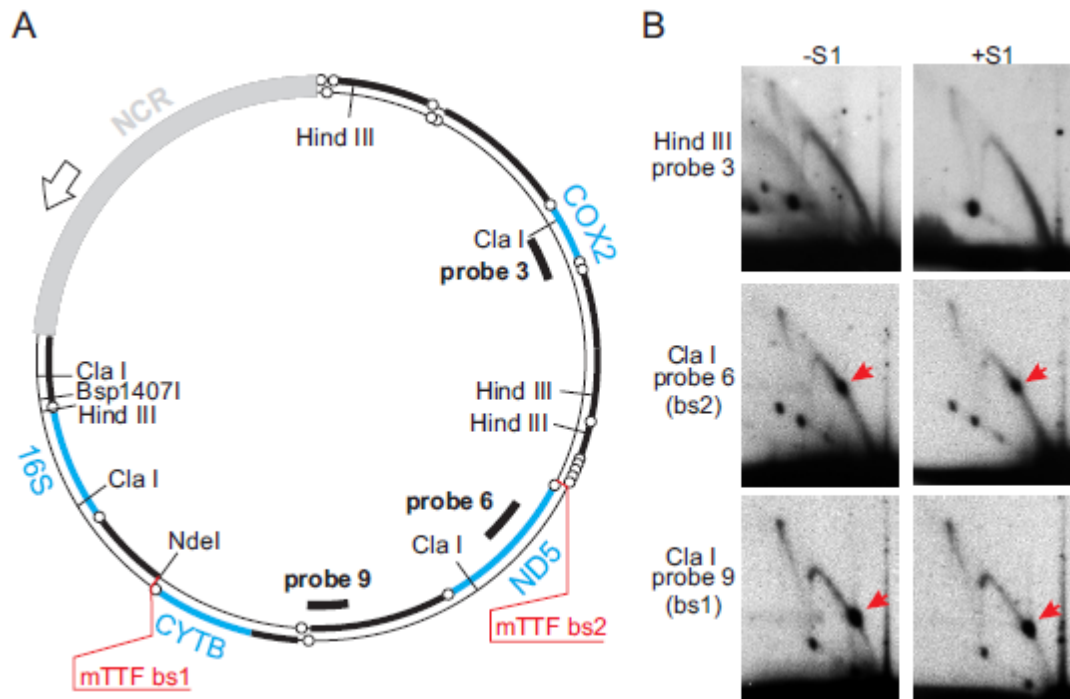 A
NCR
Hind III
COX2
Cla I
probe 3
Cla I
Bsp1407I
Hind III
Hind III
Hind III
16S
Cla I
probe 6
NdeI
Cla I
ND5
probe 9
mTTF bs2
CYTB
mTTF bs1
B
-S1
+S1
Hind III
probe 3
Cla I
probe 6
(bs2)
Cla I
probe 9
(bs1)